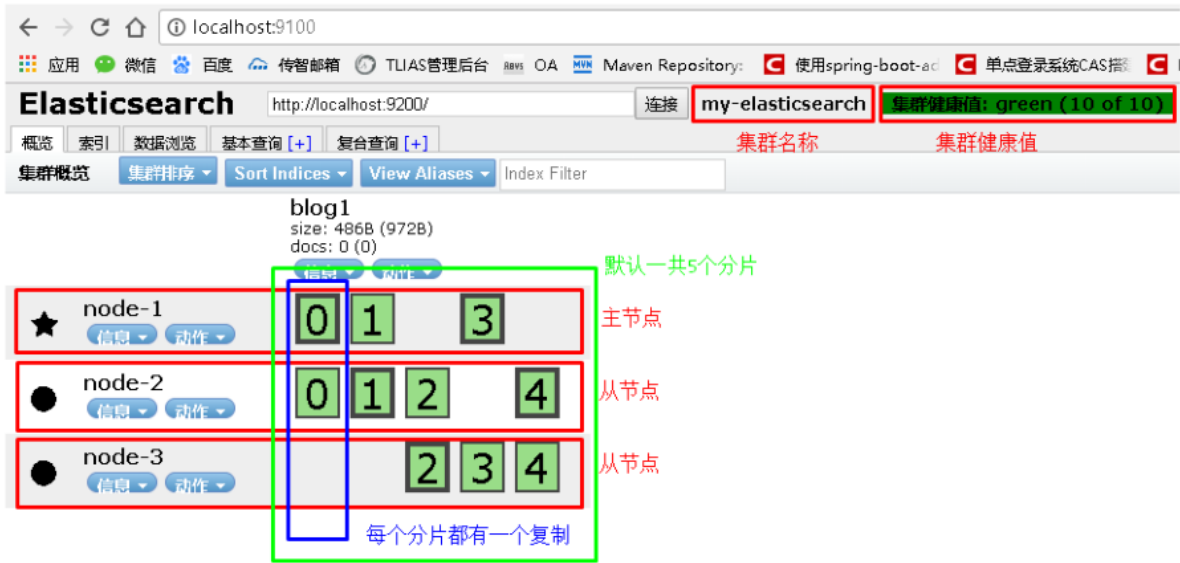 localhost:9100
应用 微信 百度 传智邮箱 TLIAS管理后台 OA Maven Repository: 使用spring-boot-ac 单点登录系统CAS搭
Elasticsearch http://localhost:9200/ 连接 my-elasticsearch 集群健康值: green (10 of 10)
概览 索引 数据浏览 基本查询 [+] 复合查询 [+] 集群名称 集群健康值
集群概览 集群排序 Sort Indices View Aliases Index Filter
blog1
size: 486B (972B)
docs: 0 (0)
信息 动作 默认一共5个分片
node-1 0 1 3 主节点
信息 动作
node-2 0 1 2 4 从节点
信息 动作
node-3 2 3 4 从节点
信息 动作
每个分片都有一个复制